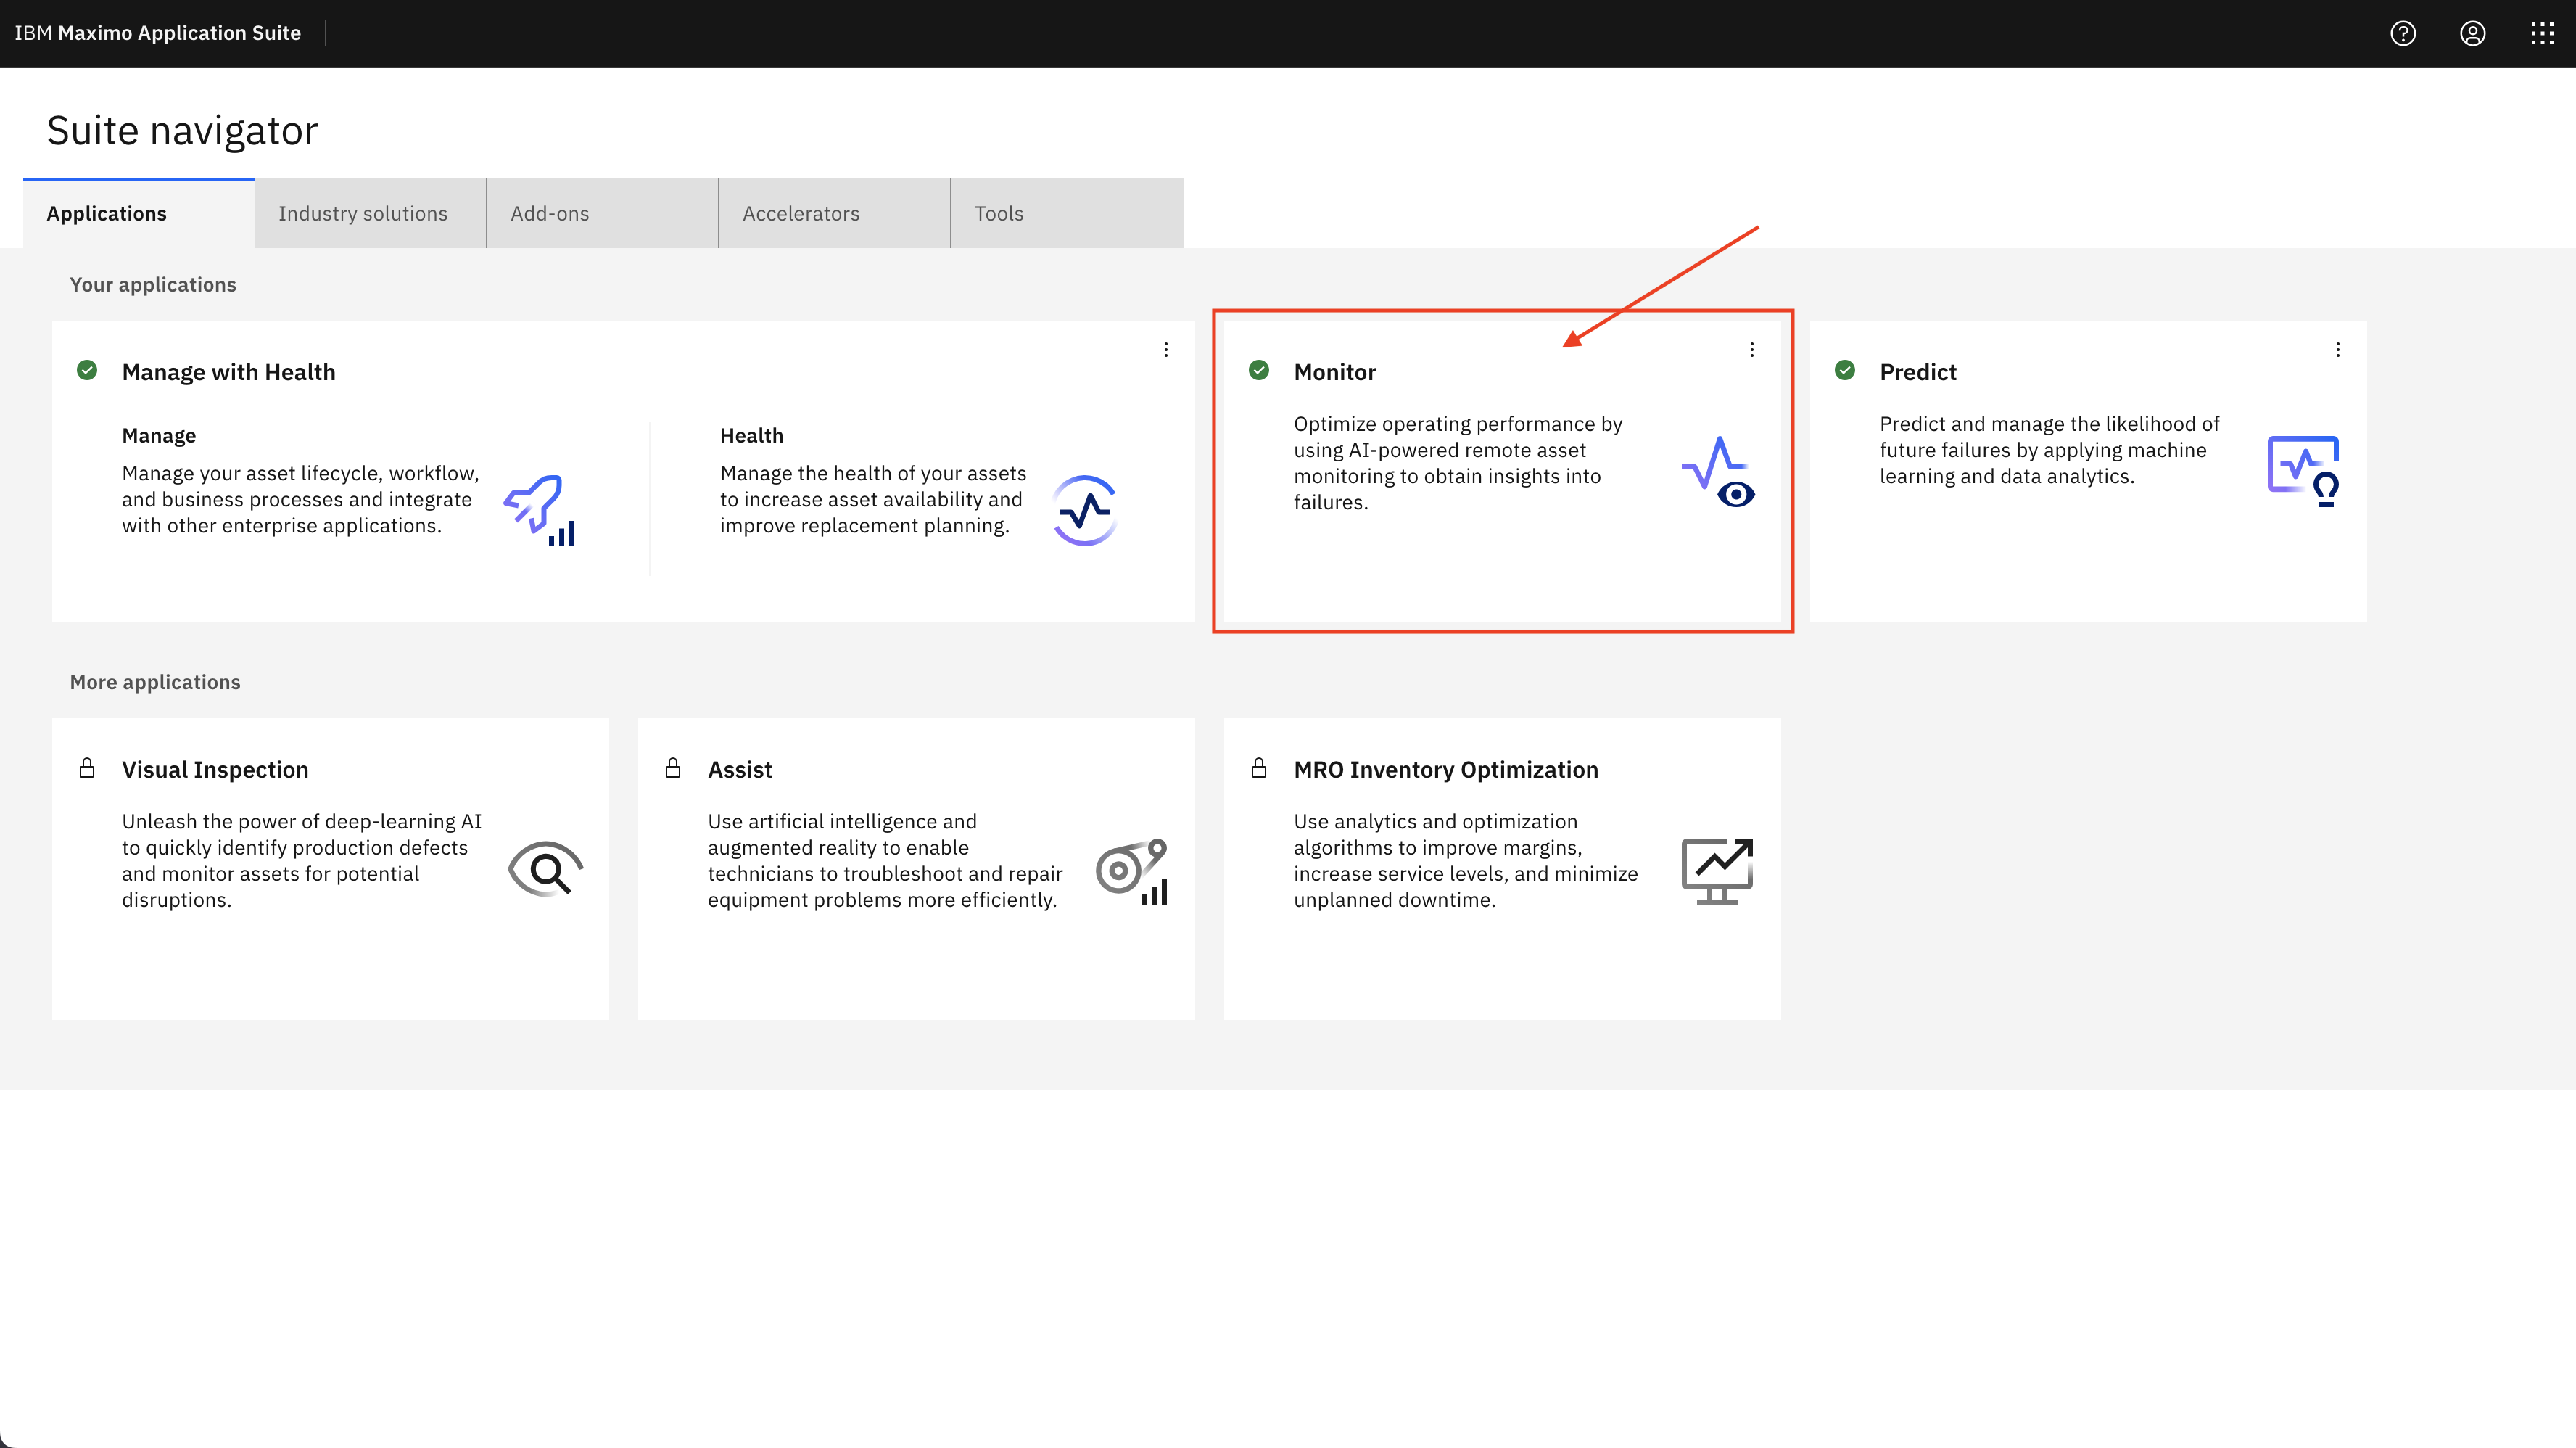 IBM Maximo Application Suite
Suite navigator
Applications
Industry solutions
Add-ons
Accelerators
Tools
Your applications
Manage with Health
Manage
Manage your asset lifecycle, workflow,
and business processes and integrate
with other enterprise applications.
Health
Manage the health of your assets
to increase asset availability and
improve replacement planning.
Monitor
Optimize operating performance by
using AI-powered remote asset
monitoring to obtain insights into
failures.
Predict
Predict and manage the likelihood of
future failures by applying machine
learning and data analytics.
More applications
Visual Inspection
Unleash the power of deep-learning AI
to quickly identify production defects
and monitor assets for potential
disruptions.
Assist
Use artificial intelligence and
augmented reality to enable
technicians to troubleshoot and repair
equipment problems more efficiently.
MRO Inventory Optimization
Use analytics and optimization
algorithms to improve margins,
increase service levels, and minimize
unplanned downtime.